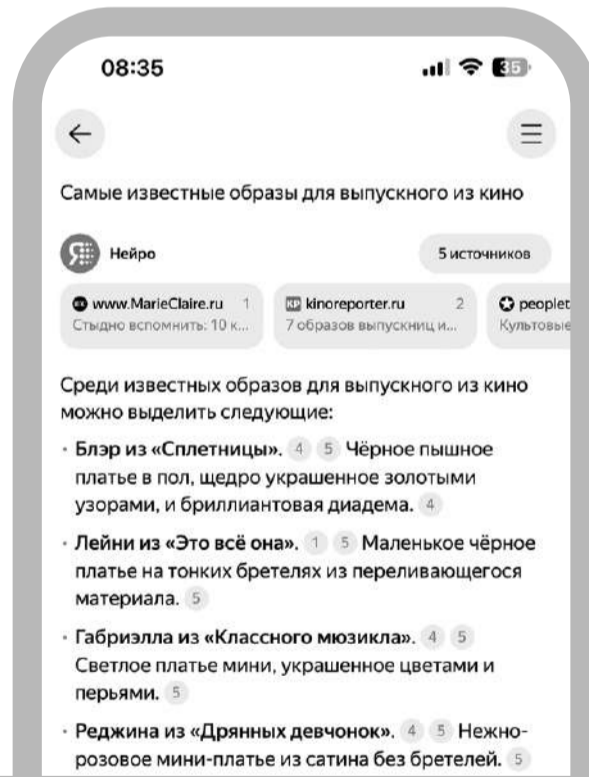 08:35
35
Самые известные образы для выпускного из кино
Нейро
5 источников
www.MarieClaire.ru 1
Стыдно вспомнить: 10 к...
kinoreporter.ru 2
7 образов выпускниц и...
peoplet
Культовые
Среди известных образов для выпускного из кино
можно выделить следующие:
· Блэр из «Сплетницы». 4 5 Чёрное пышное
платье в пол, щедро украшенное золотыми
узорами, и бриллиантовая диадема. 4
· Лейни из «Это всё она». 1 5 Маленькое чёрное
платье на тонких бретелях из переливающегося
материала. 5
· Габриэлла из «Классного мюзикла». 4 5
Светлое платье мини, украшенное цветами и
перьями. 5
· Реджина из «Дрянных девчонок». 4 5 Нежно-
розовое мини-платье из сатина без бретелей. 5